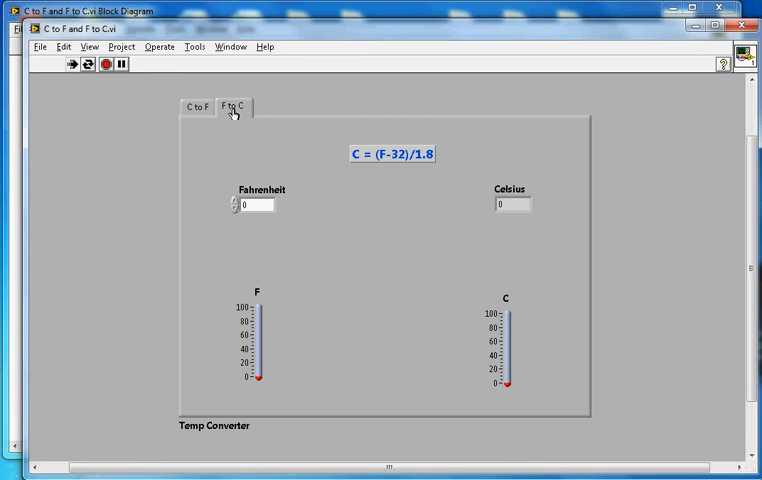 C to F and F to C.vi Block Diagram
C to F and F to C.vi
File Edit View Project Operate Tools Window Help
C to F F to C
C = (F-32)/1.8
Fahrenheit Celsius
0 0
F C
100 100
80 80
60 60
40 40
20 20
0 0
Temp Converter